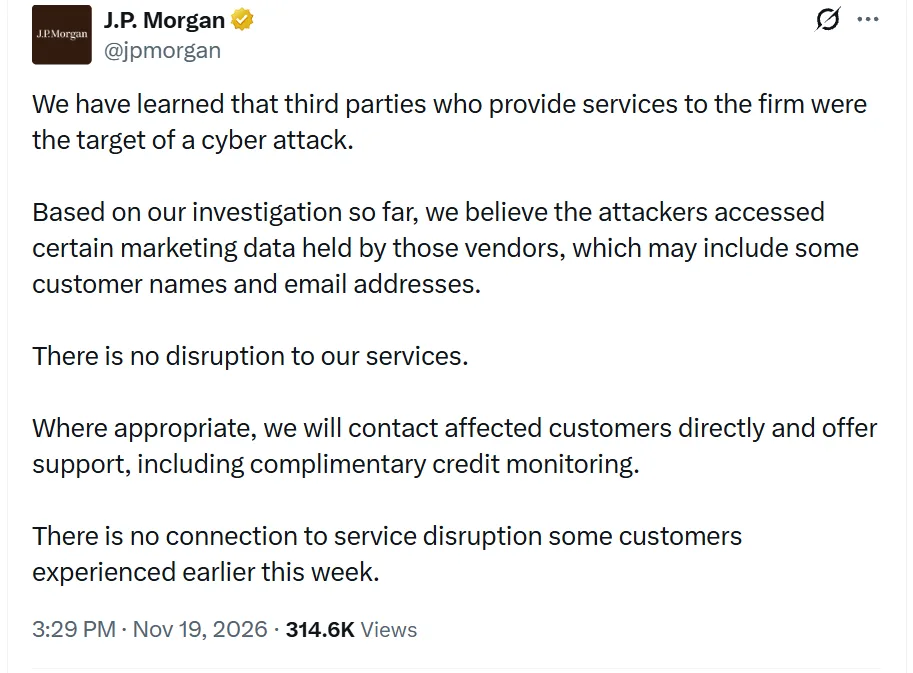 J.P.Morgan
J.P. Morgan
@jpmorgan
We have learned that third parties who provide services to the firm were
the target of a cyber attack.
Based on our investigation so far, we believe the attackers accessed
certain marketing data held by those vendors, which may include some
customer names and email addresses.
There is no disruption to our services.
Where appropriate, we will contact affected customers directly and offer
support, including complimentary credit monitoring.
There is no connection to service disruption some customers
experienced earlier this week.
3:29 PM · Nov 19, 2026 · 314.6K Views